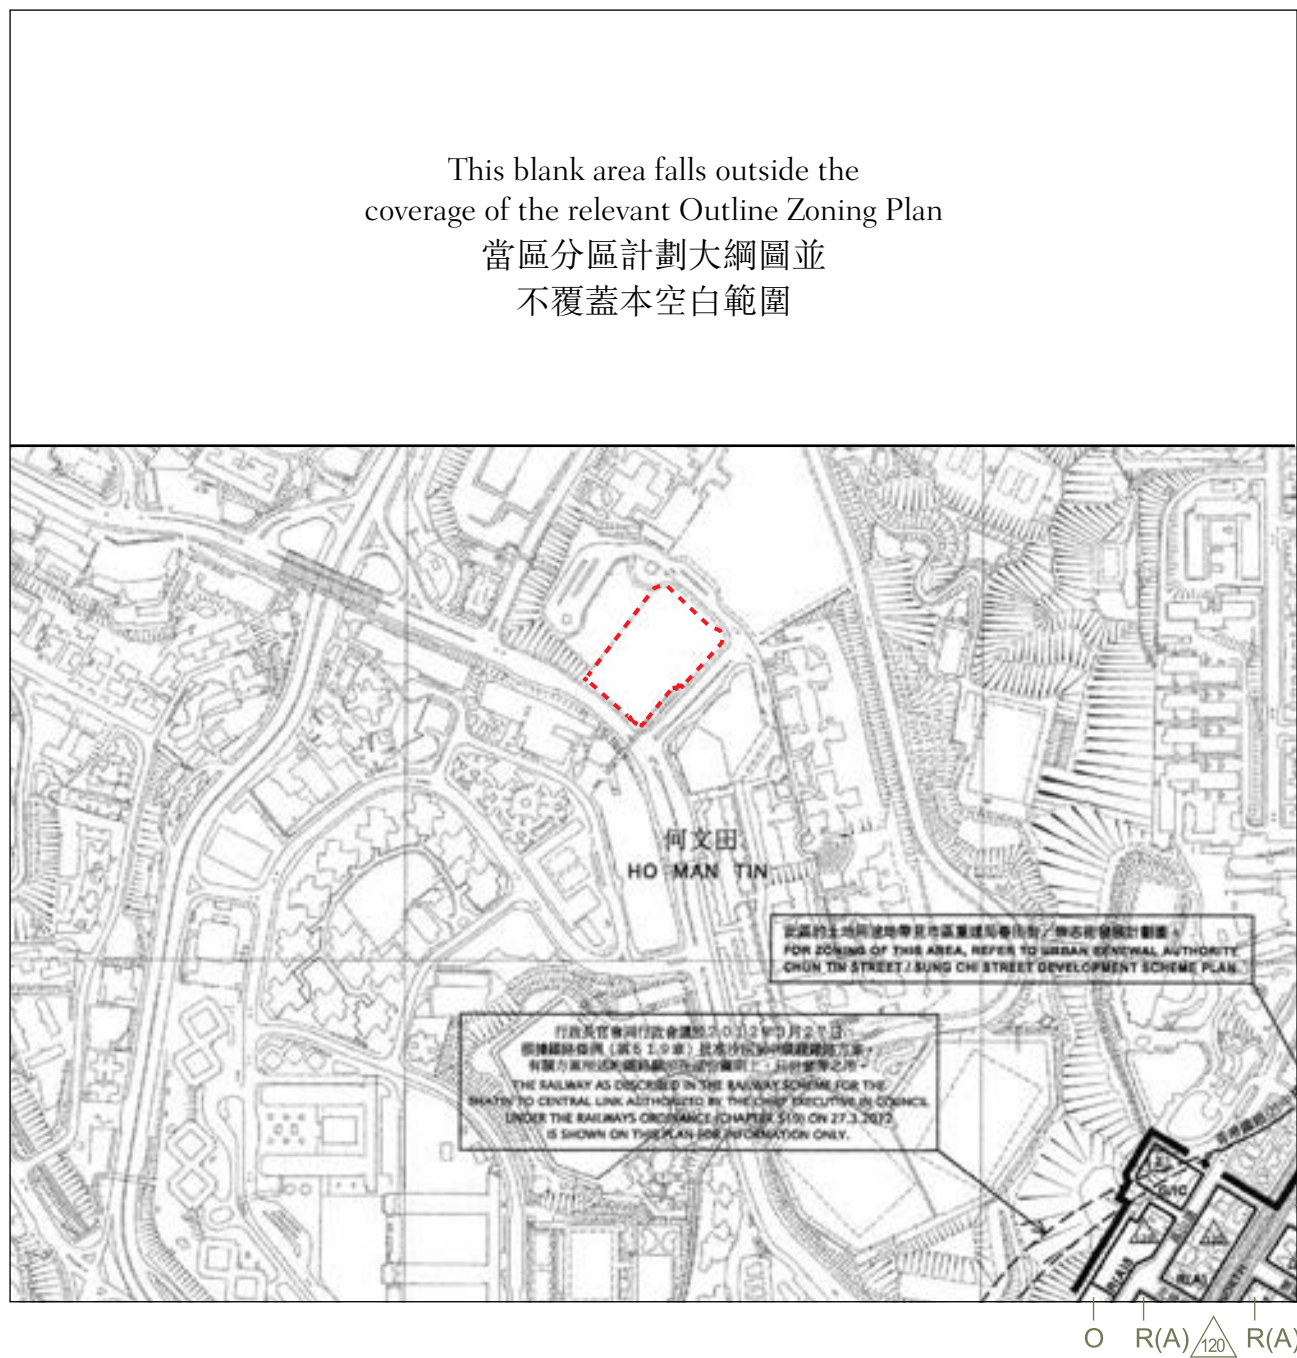 This blank area falls outside the
coverage of the relevant Outline Zoning Plan
當區分區計劃大綱圖並
不覆蓋本空白範圍
何文田
HO MAN TIN
FOR ZONING OF THIS AREA, REFER TO URBAN RENEWAL AUTHORITY
CHUN TIN STREET / SUNG CHI STREET DEVELOPMENT SCHEME PLAN
THE RAILWAY AS DESCRIBED IN THE RAILWAY SCHEME FOR THE
SHATIN TO CENTRAL LINK AUTHORIZED BY THE CHIEF EXECUTIVE IN COUNCIL
UNDER THE RAILWAYS ORDINANCE (CHAPTER 519) ON 27.3.2012
IS SHOWN ON THIS PLAN FOR INFORMATION ONLY.
G/IC
R(A)
O R(A) 120 R(A)